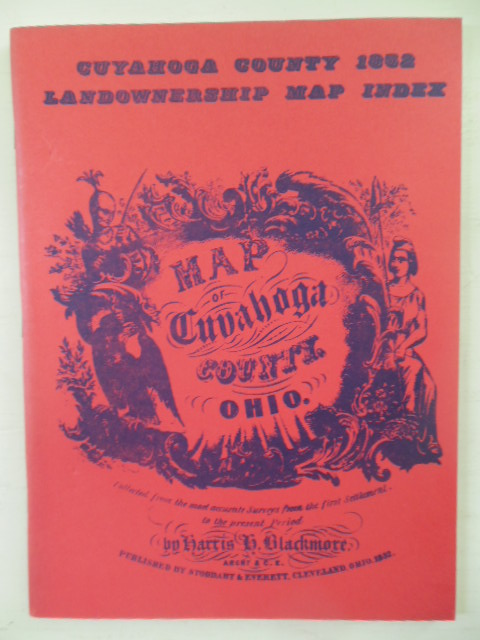 CUYAHOGA COUNTY 1852
LANDOWNERSHIP MAP INDEX
MAP
OF
Cuyahoga
COUNTY,
OHIO.
Collected from the most accurate Surveys from the first Settlement
to the present Period
by Harris H. Blackmore,
PUBLISHED BY STODDART & EVERETT, CLEVELAND, OHIO, 1852.